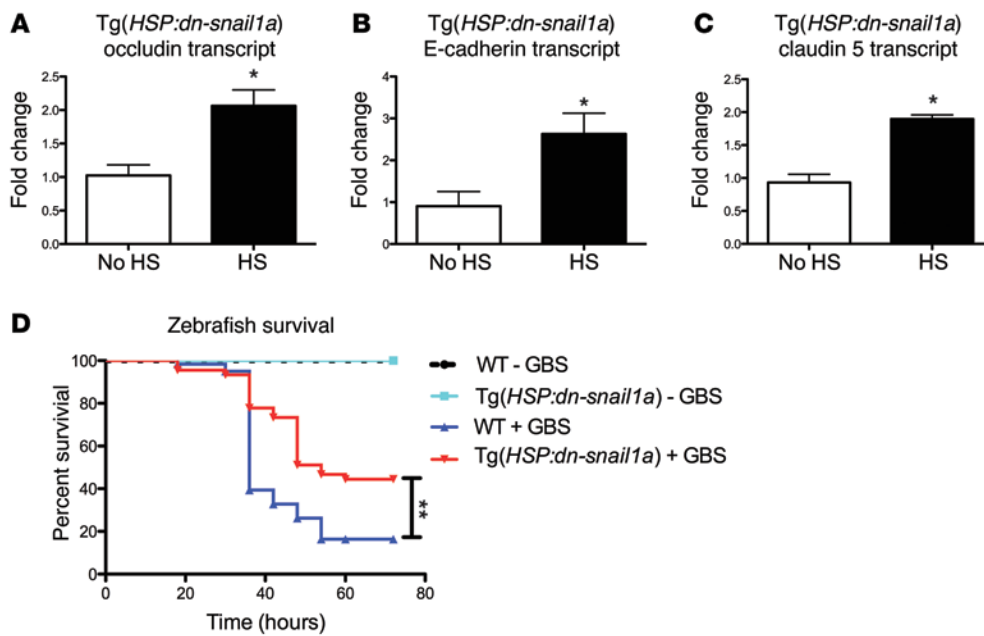 A
Tg(HSP:dn-snail1a)
occludin transcript
Fold change
2.5
2.0
1.5
1.0
0.5
0.0
*
No HS
HS
B
Tg(HSP:dn-snail1a)
E-cadherin transcript
Fold change
4
3
2
1
0
*
No HS
HS
C
Tg(HSP:dn-snail1a)
claudin 5 transcript
Fold change
2.5
2.0
1.5
1.0
0.5
0.0
*
No HS
HS
D
Zebrafish survival
Percent survivial
100
80
60
40
20
0
0 20 40 60 80
Time (hours)
WT - GBS
Tg(HSP:dn-snail1a) - GBS
WT + GBS
Tg(HSP:dn-snail1a) + GBS
**